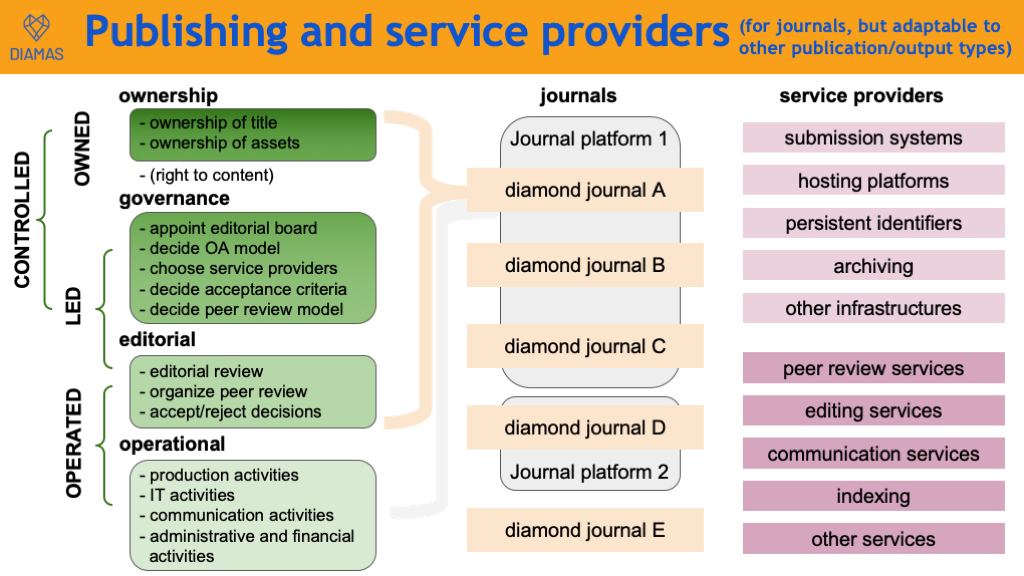 DIAMAS
Publishing and service providers
(for journals, but adaptable to
other publication/output types)
CONTROLLED
OWNED
LED
OPERATED
ownership
- ownership of title
- ownership of assets
- (right to content)
governance
- appoint editorial board
- decide OA model
- choose service providers
- decide acceptance criteria
- decide peer review model
editorial
- editorial review
- organize peer review
- accept/reject decisions
operational
- production activities
- IT activities
- communication activities
- administrative and financial
activities
journals
Journal platform 1
diamond journal A
diamond journal B
diamond journal C
diamond journal D
Journal platform 2
diamond journal E
service providers
submission systems
hosting platforms
persistent identifiers
archiving
other infrastructures
peer review services
editing services
communication services
indexing
other services